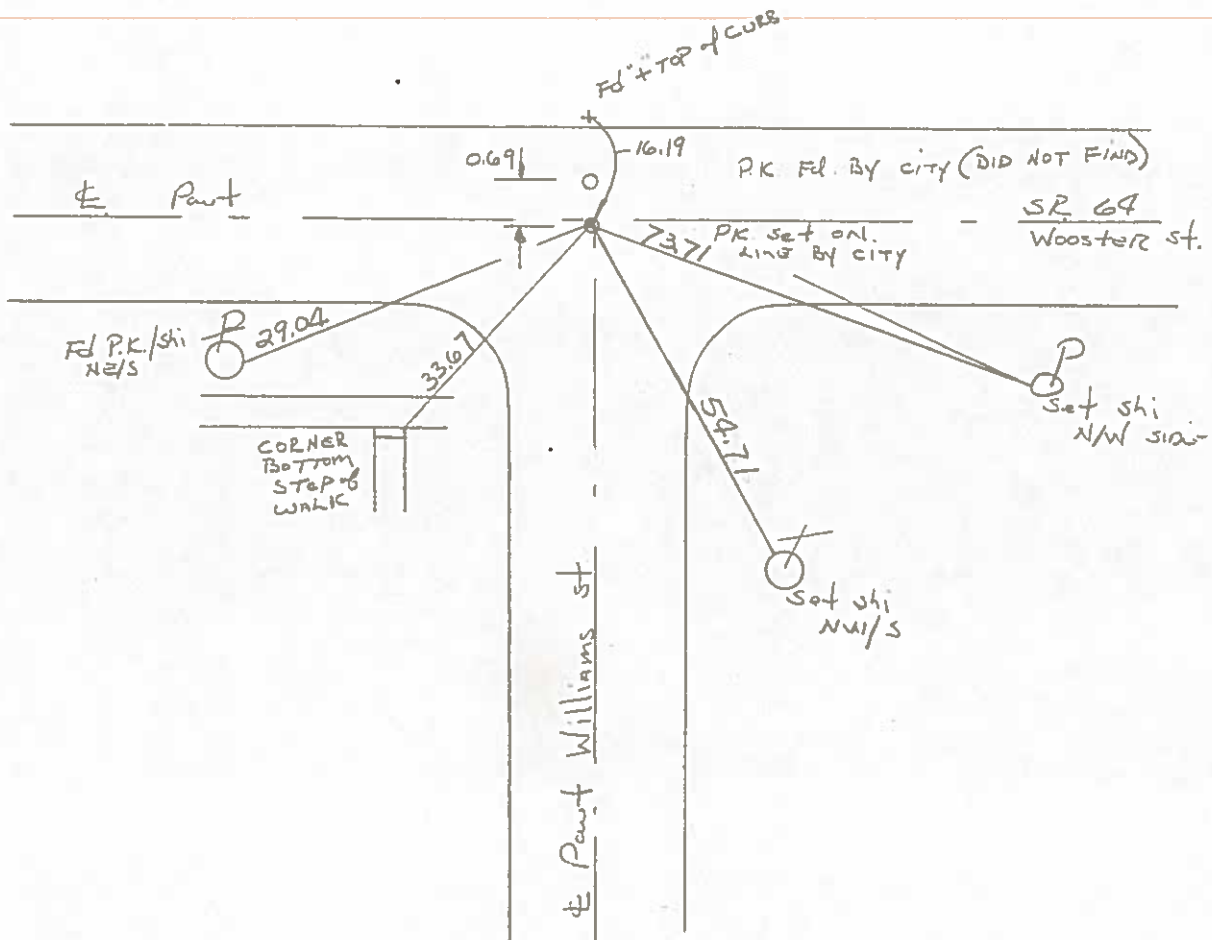 Fd "+" TOP of CURB
0.69
16.19
P.K. Fd. By city (DID NOT FIND)
℄ Pav't
SR 64
Wooster st.
73.71
PK set on
Line By city
Fd P.K./shi
NE/S
29.04
33.67
54.71
Set shi
N/W side
CORNER
BOTTOM
STEP of
WALK
Set shi
NW/S
℄ Pav't Williams st